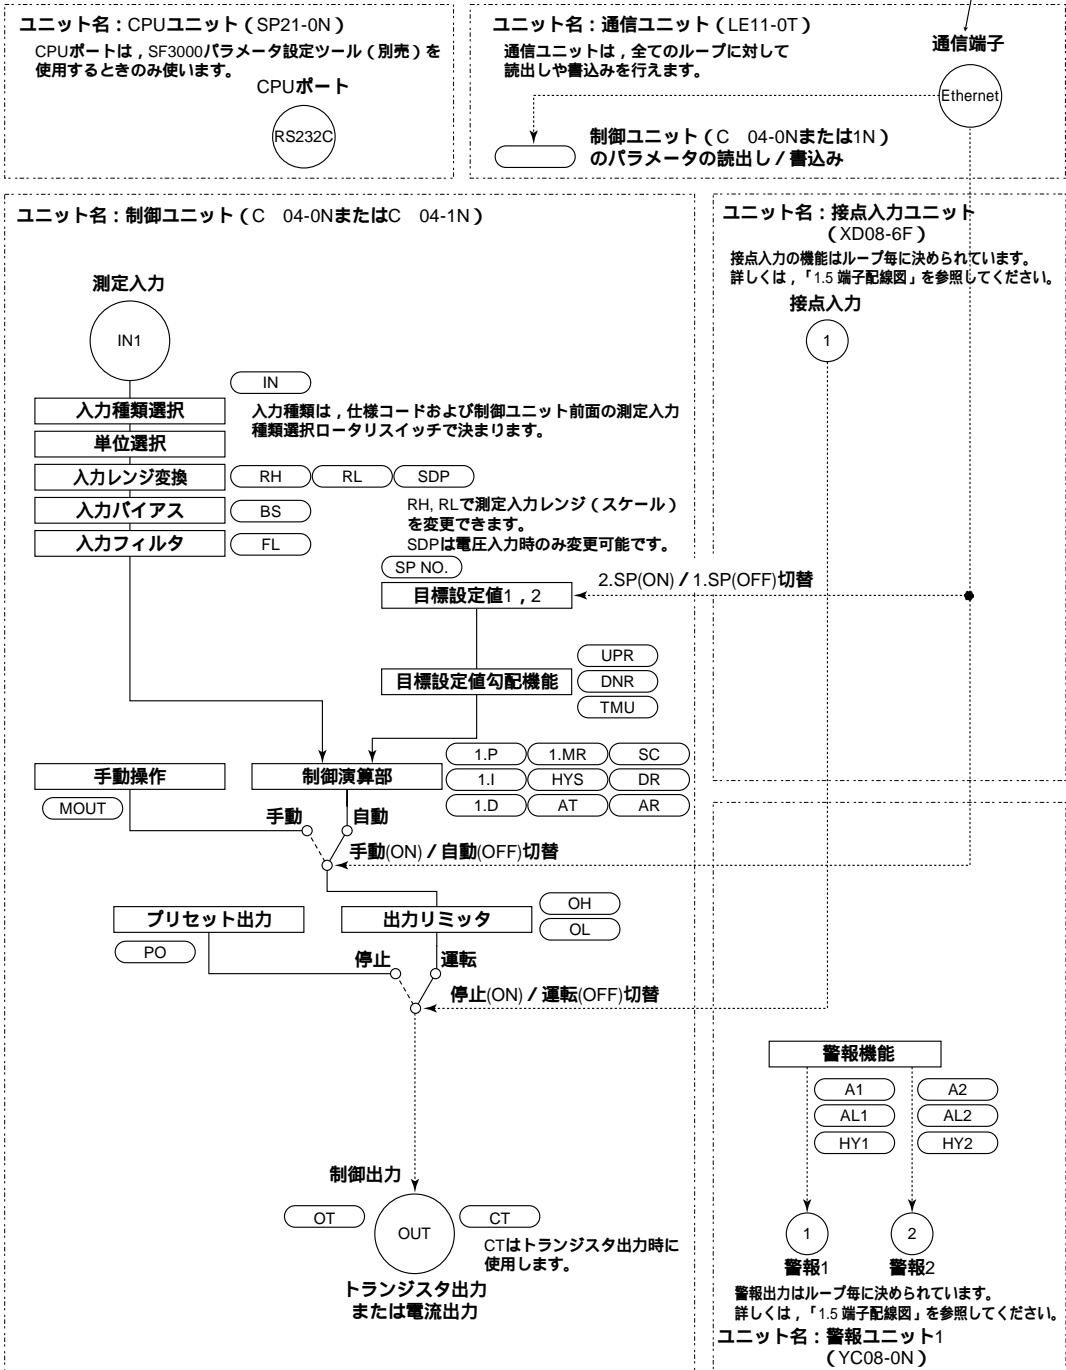 ユニット名：CPUユニット（SP21-0N）
CPUポートは，SF3000パラメータ設定ツール（別売）を
使用するときのみ使います。
CPUポート
RS232C
ユニット名：通信ユニット（LE11-0T）
通信ユニットは，全てのループに対して
読出しや書込みを行えます。
通信端子
Ethernet
制御ユニット（C　04-0Nまたは1N）
のパラメータの読出し／書込み
ユニット名：制御ユニット（C　04-0NまたはC　04-1N）
測定入力
IN1
IN
入力種類選択
入力種類は，仕様コードおよび制御ユニット前面の測定入力
種類選択ロータリスイッチで決まります。
単位選択
入力レンジ変換
RH
RL
SDP
入力バイアス
BS
RH, RLで測定入力レンジ（スケール）
を変更できます。
SDPは電圧入力時のみ変更可能です。
入力フィルタ
FL
SP NO.
目標設定値1，2
2.SP(ON)／1.SP(OFF)切替
目標設定値勾配機能
UPR
DNR
TMU
手動操作
MOUT
制御演算部
1.P
1.MR
SC
1.I
HYS
DR
1.D
AT
AR
手動
自動
手動(ON)／自動(OFF)切替
プリセット出力
PO
出力リミッタ
OH
OL
停止
運転
停止(ON)／運転(OFF)切替
制御出力
OT
OUT
CT
CTはトランジスタ出力時に
使用します。
トランジスタ出力
または電流出力
ユニット名：接点入力ユニット
（XD08-6F）
接点入力の機能はループ毎に決められています。
詳しくは，「1.5 端子配線図」を参照してください。
接点入力
1
警報機能
A1
A2
AL1
AL2
HY1
HY2
1
2
警報1
警報2
警報出力はループ毎に決められています。
詳しくは，「1.5 端子配線図」を参照してください。
ユニット名：警報ユニット1
（YC08-0N）